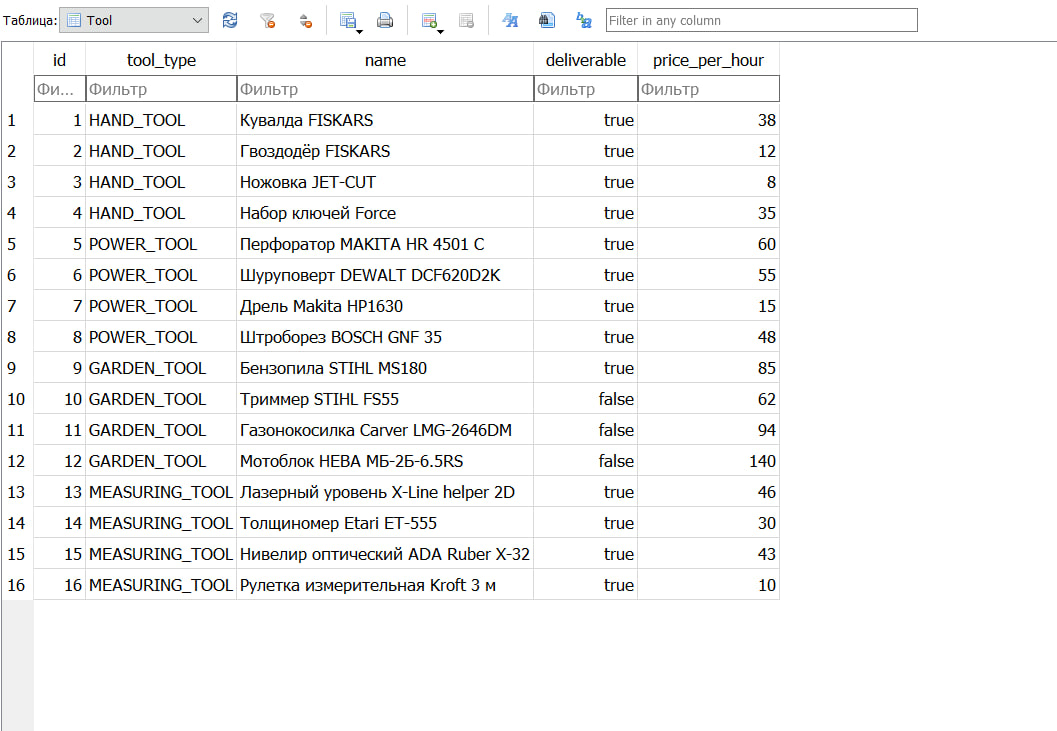 Таблица: Tool Filter in any column
id tool_type name deliverable price_per_hour
Фи... Фильтр Фильтр Фильтр Фильтр
1 1 HAND_TOOL Кувалда FISKARS true 38
2 2 HAND_TOOL Гвоздодёр FISKARS true 12
3 3 HAND_TOOL Ножовка JET-CUT true 8
4 4 HAND_TOOL Набор ключей Force true 35
5 5 POWER_TOOL Перфоратор MAKITA HR 4501 C true 60
6 6 POWER_TOOL Шуруповерт DEWALT DCF620D2K true 55
7 7 POWER_TOOL Дрель Makita HP1630 true 15
8 8 POWER_TOOL Штроборез BOSCH GNF 35 true 48
9 9 GARDEN_TOOL Бензопила STIHL MS180 true 85
10 10 GARDEN_TOOL Триммер STIHL FS55 false 62
11 11 GARDEN_TOOL Газонокосилка Carver LMG-2646DM false 94
12 12 GARDEN_TOOL Мотоблок НЕВА МБ-2Б-6.5RS false 140
13 13 MEASURING_TOOL Лазерный уровень X-Line helper 2D true 46
14 14 MEASURING_TOOL Толщиномер Etari ET-555 true 30
15 15 MEASURING_TOOL Нивелир оптический ADA Ruber X-32 true 43
16 16 MEASURING_TOOL Рулетка измерительная Kroft 3 м true 10